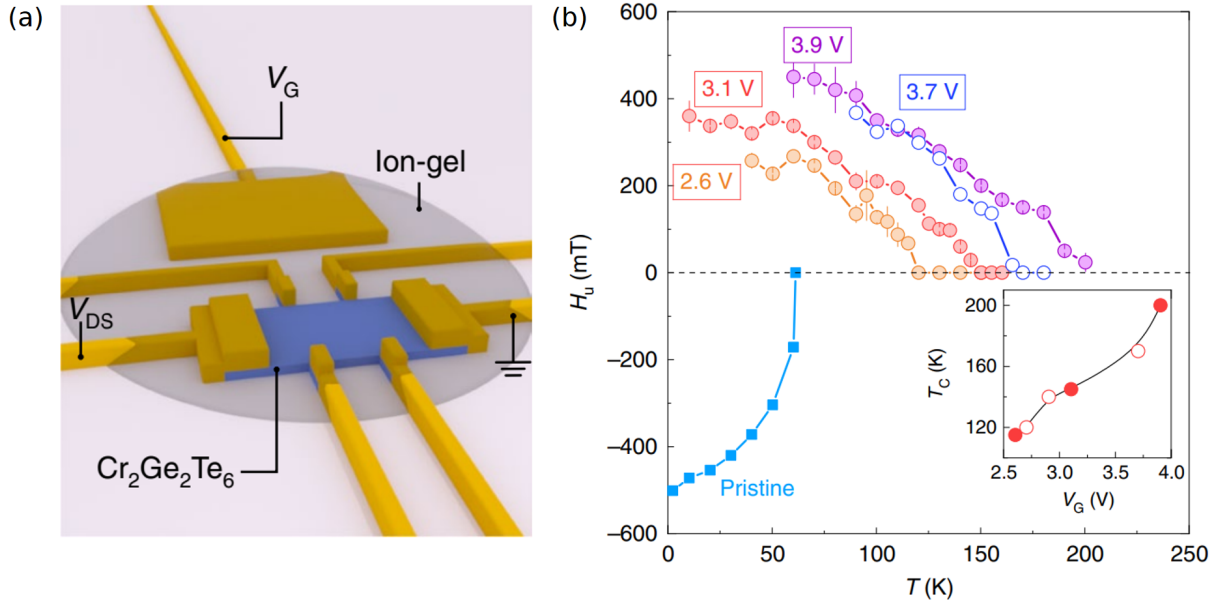 (a)
V_G
Ion-gel
V_DS
Cr₂Ge₂Te₆
(b)
600
400
200
0
−200
−400
−600
H_u (mT)
3.9 V
3.1 V
3.7 V
2.6 V
Pristine
0
50
100
150
200
250
T (K)
200
160
120
T_C (K)
2.5
3.0
3.5
4.0
V_G (V)